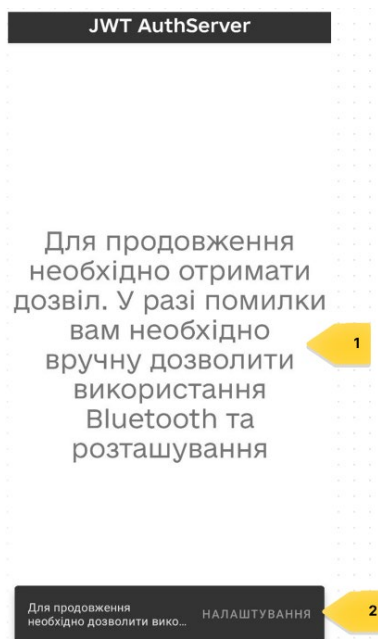 JWT AuthServer
Для продовження
необхідно отримати
дозвіл. У разі помилки
вам необхідно
вручну дозволити
використання
Bluetooth та
розташування
1
Для продовження
необхідно дозволити вико...
НАЛАШТУВАННЯ
2